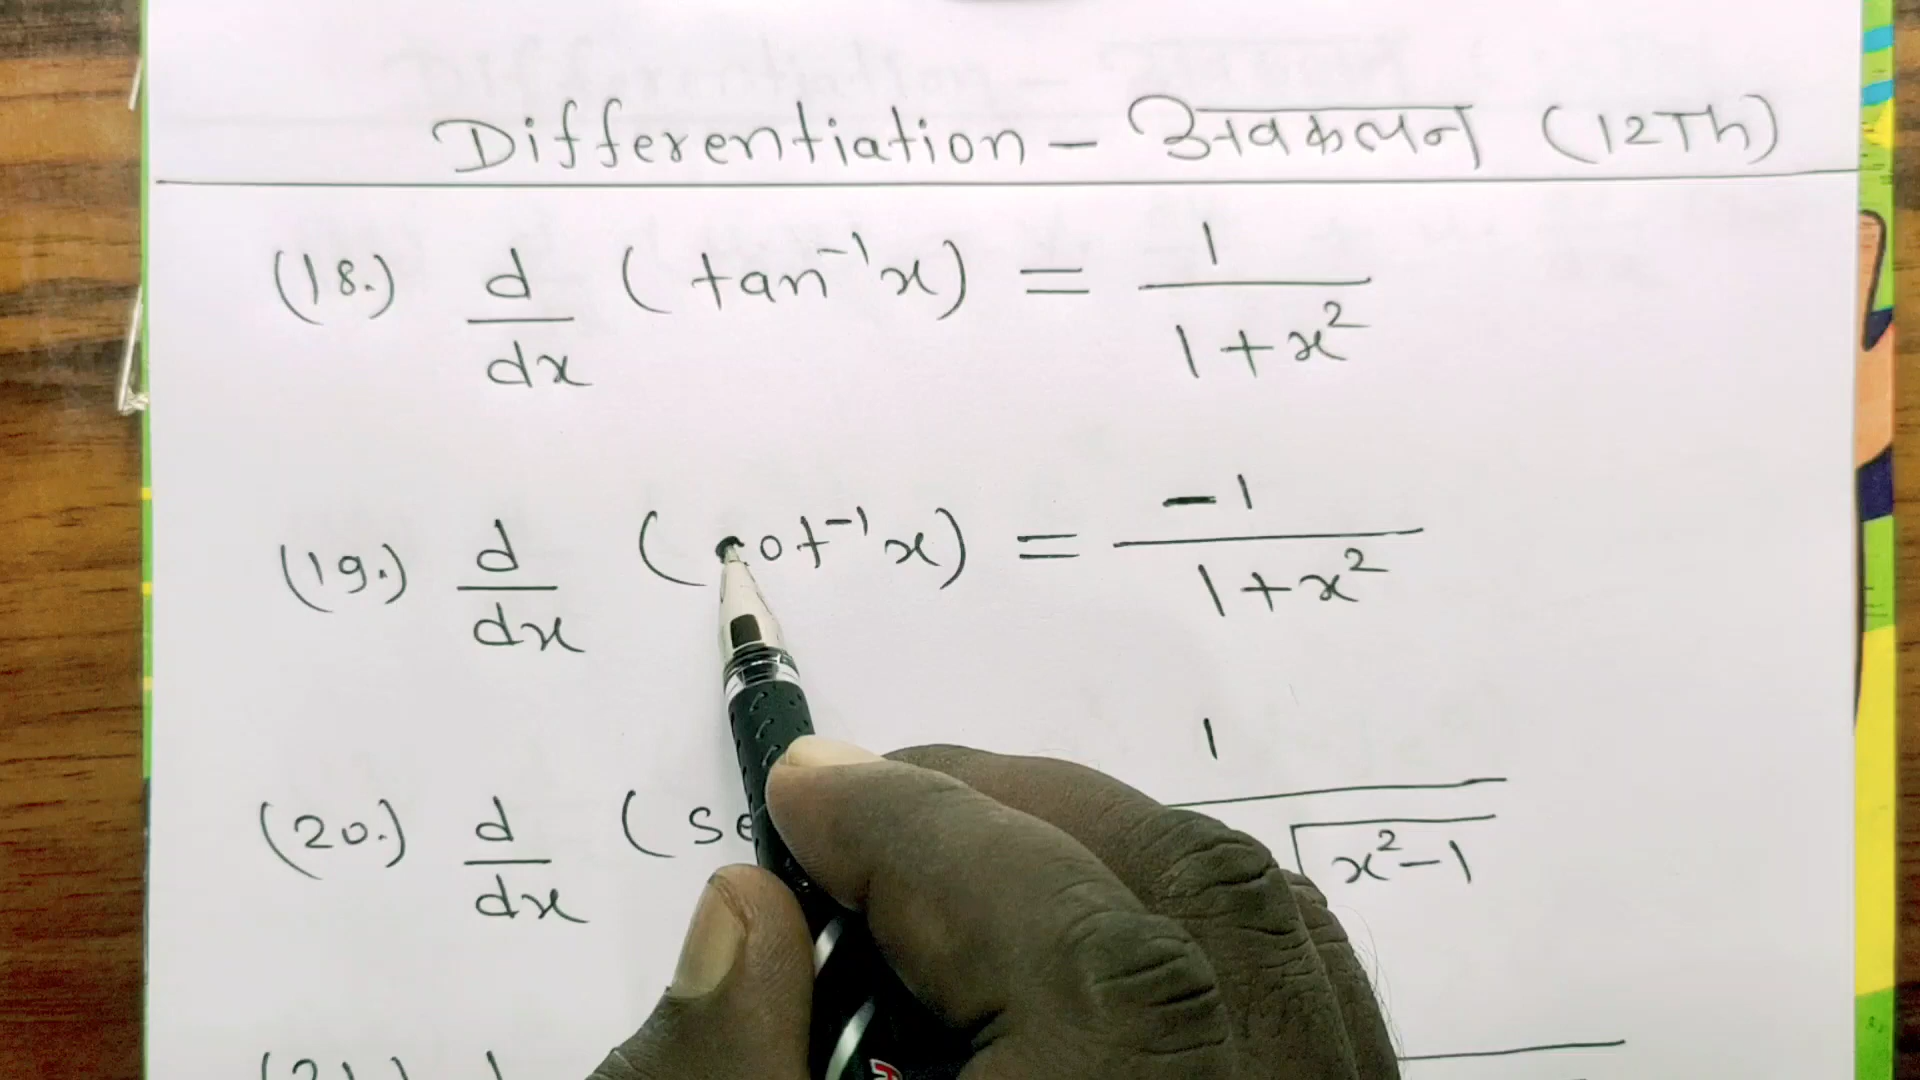 Differentiation - अवकलन (12Th)
(18.) d/dx (tan⁻¹x) = 1/(1+x²)
(19.) d/dx (cot⁻¹x) = -1/(1+x²)
(20.) d/dx (se 1/√(x²-1)
(21.)